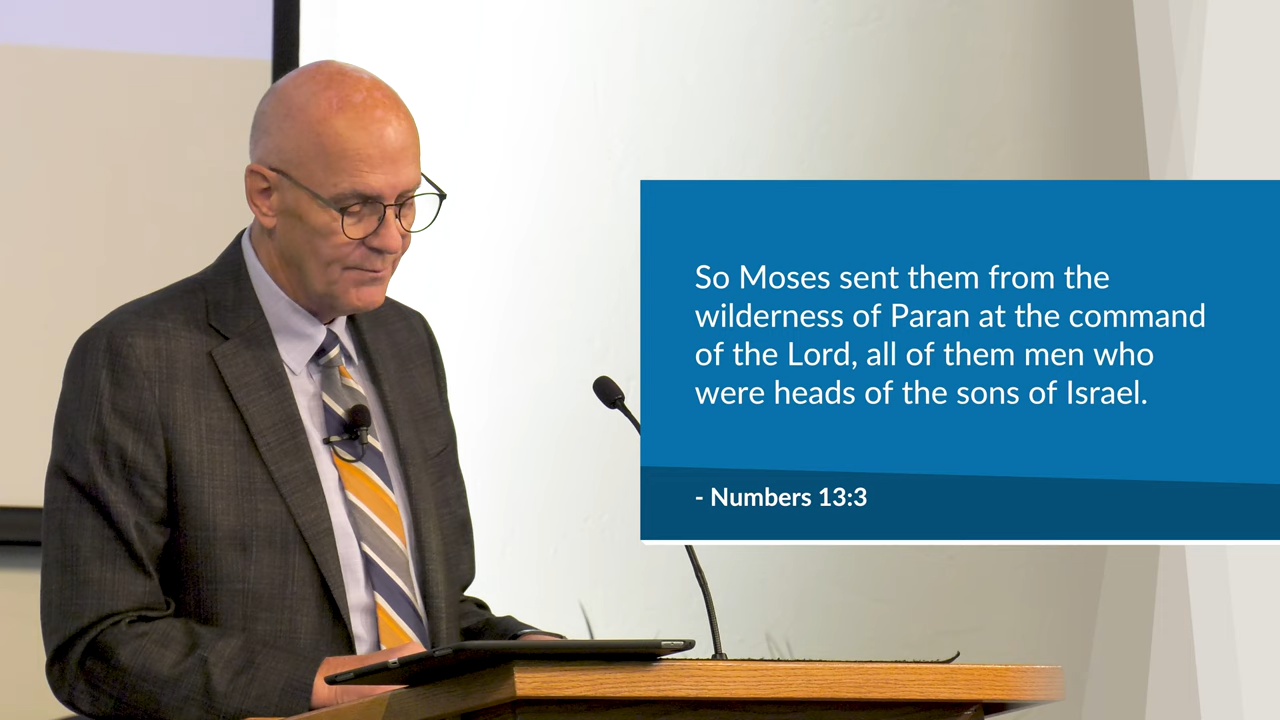 So Moses sent them from the
wilderness of Paran at the command
of the Lord, all of them men who
were heads of the sons of Israel.
- Numbers 13:3